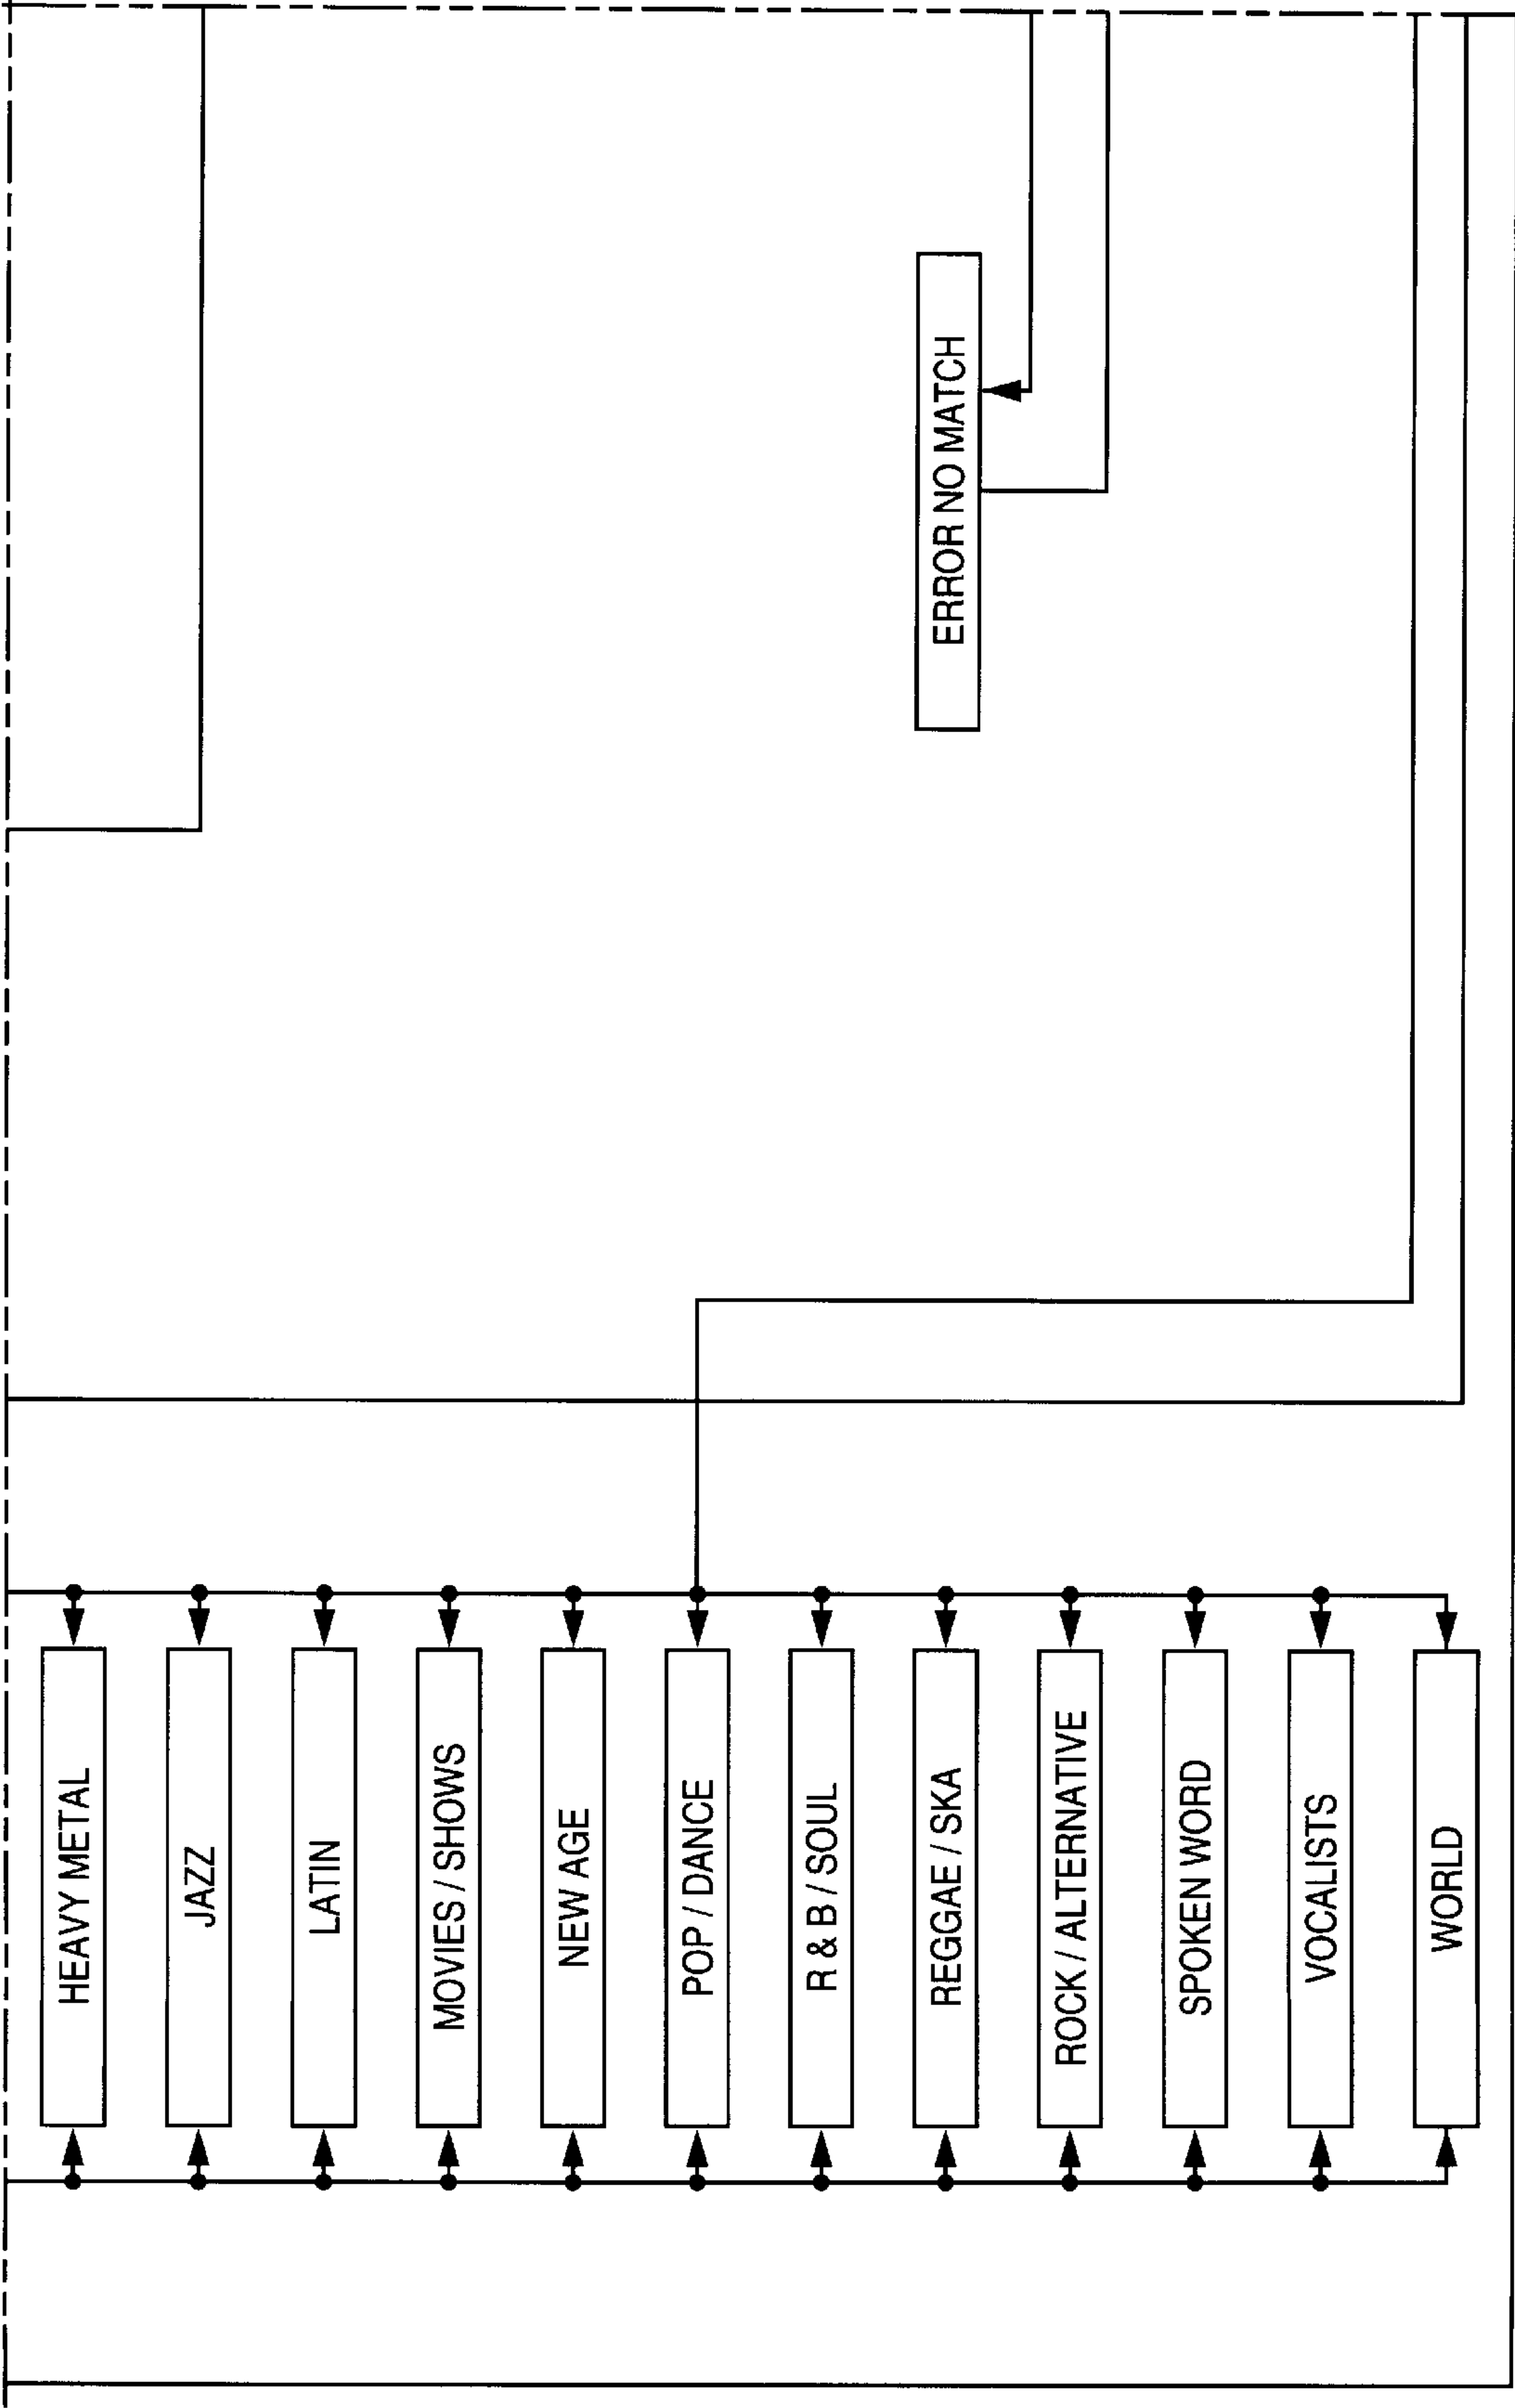 ERROR NO MATCH
HEAVY METAL
JAZZ
LATIN
MOVIES / SHOWS
NEW AGE
POP / DANCE
R & B / SOUL
REGGAE / SKA
ROCK / ALTERNATIVE
SPOKEN WORD
VOCALISTS
WORLD